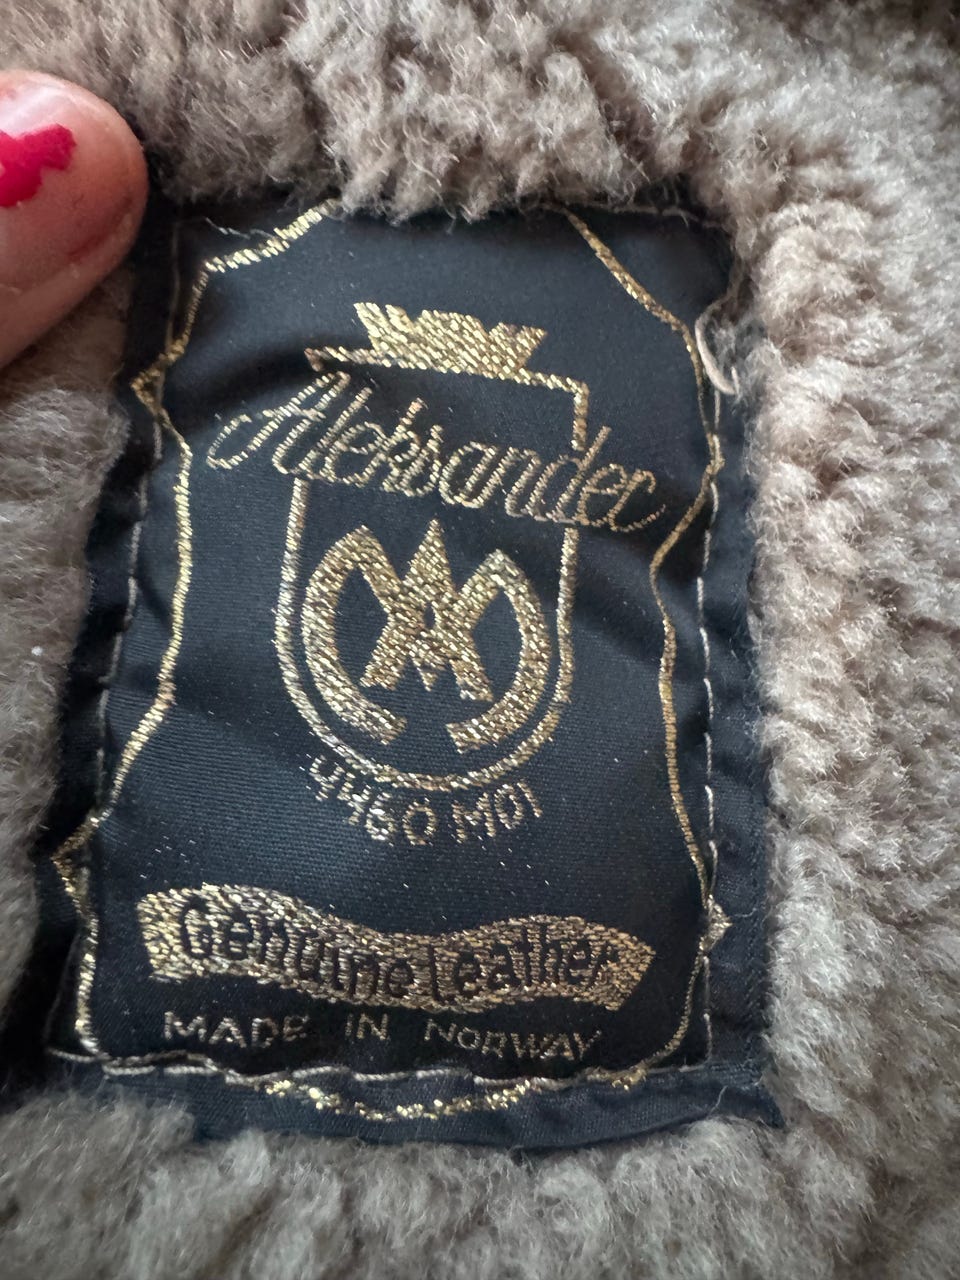 Aleksander
4460 MOI
Genuine Leather
MADE IN NORWAY